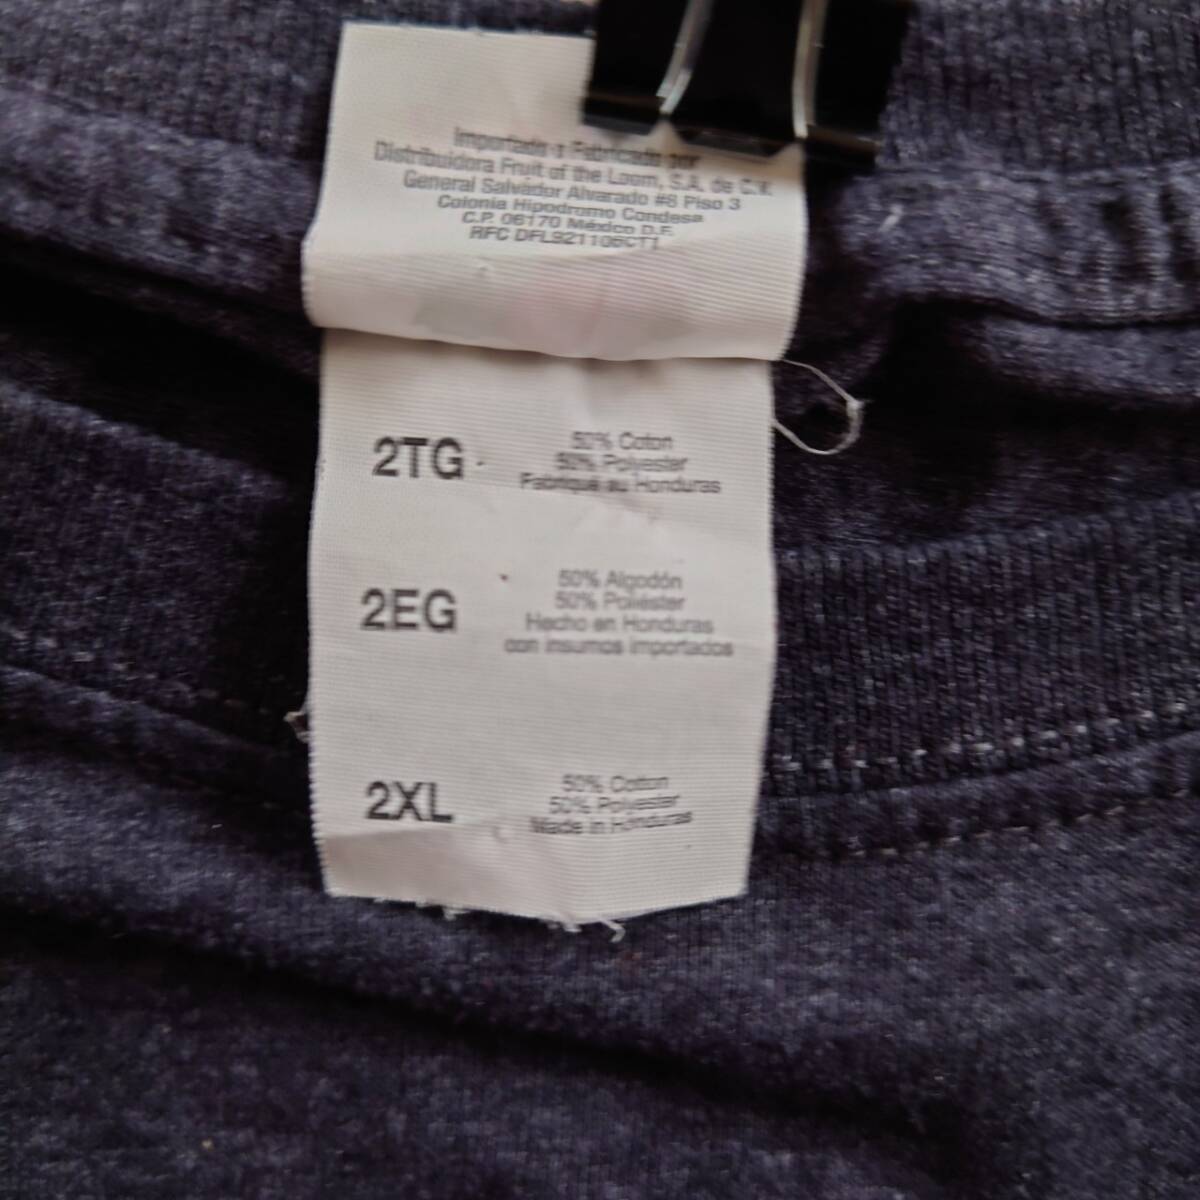 Importado o Fabricado por
Distribuidora Fruit of the Loom, S.A. de C.V.
General Salvador Alvarado #8 Piso 3
Colonia Hipodromo Condesa
C.P. 06170 México D.F.
RFC DFL921106CT1
2TG
50% Coton
50% Polyester
Fabriqué au Honduras
2EG
50% Algodón
50% Poliéster
Hecho en Honduras
con insumos importados
2XL
50% Cotton
50% Polyester
Made in Honduras